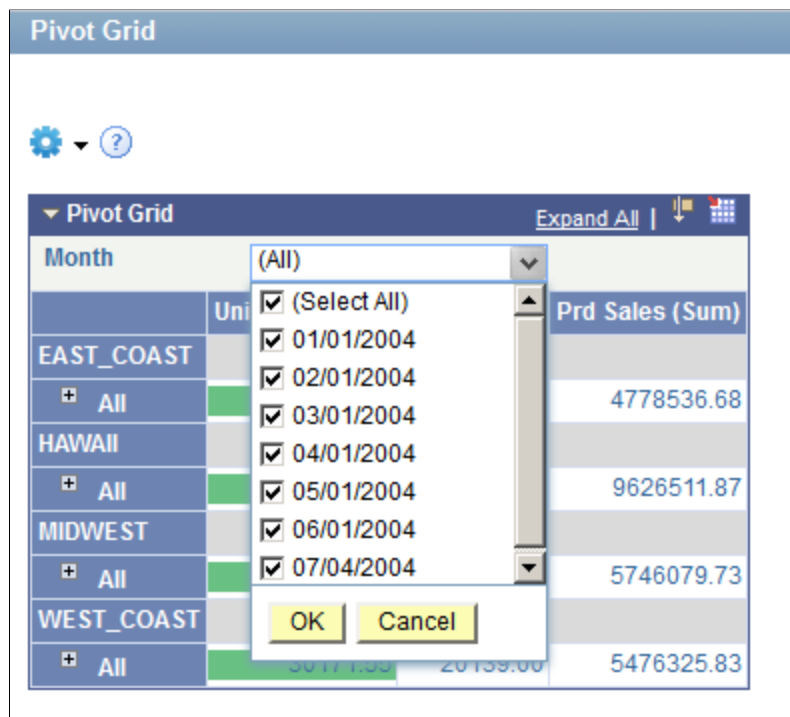 Pivot Grid
?
Pivot Grid
Expand All |
Month
(All)
(Select All)
01/01/2004
02/01/2004
03/01/2004
04/01/2004
05/01/2004
06/01/2004
07/04/2004
OK Cancel
Prd Sales (Sum)
EAST_COAST
All 4778536.68
HAWAII
All 9626511.87
MIDWEST
All 5746079.73
WEST_COAST
All 5476325.83